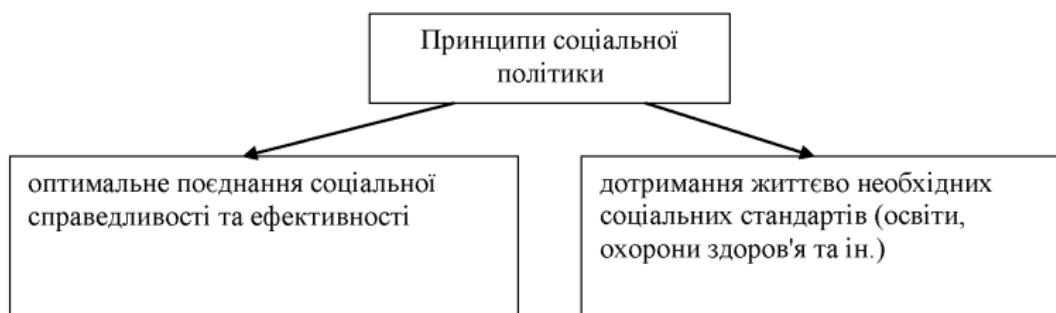 Принципи соціальної
політики
оптимальне поєднання соціальної
справедливості та ефективності
дотримання життєво необхідних
соціальних стандартів (освіти,
охорони здоров'я та ін.)